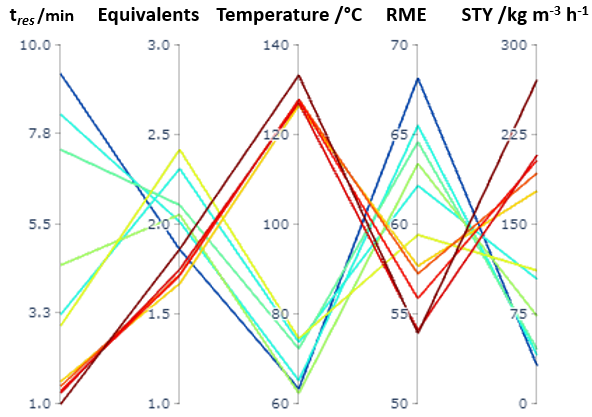 tres /min Equivalents Temperature /°C RME STY /kg m-3 h-1
10.0 3.0 140 70 300
7.8 2.5 120 65 225
5.5 2.0 100 60 150
3.3 1.5 80 55 75
1.0 1.0 60 50 0